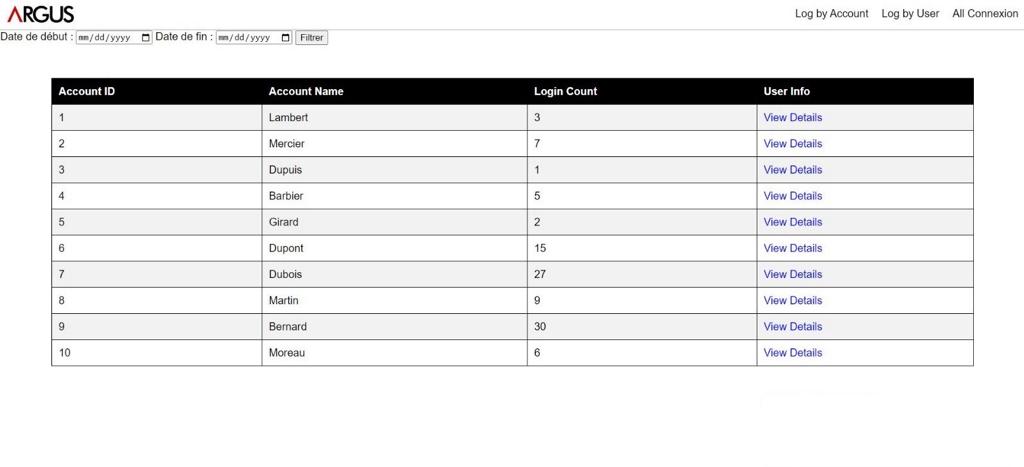 ARGUS
Log by Account Log by User All Connexion
Date de début : mm/dd/yyyy Date de fin : mm/dd/yyyy Filtrer
Account ID Account Name Login Count User Info
1 Lambert 3 View Details
2 Mercier 7 View Details
3 Dupuis 1 View Details
4 Barbier 5 View Details
5 Girard 2 View Details
6 Dupont 15 View Details
7 Dubois 27 View Details
8 Martin 9 View Details
9 Bernard 30 View Details
10 Moreau 6 View Details